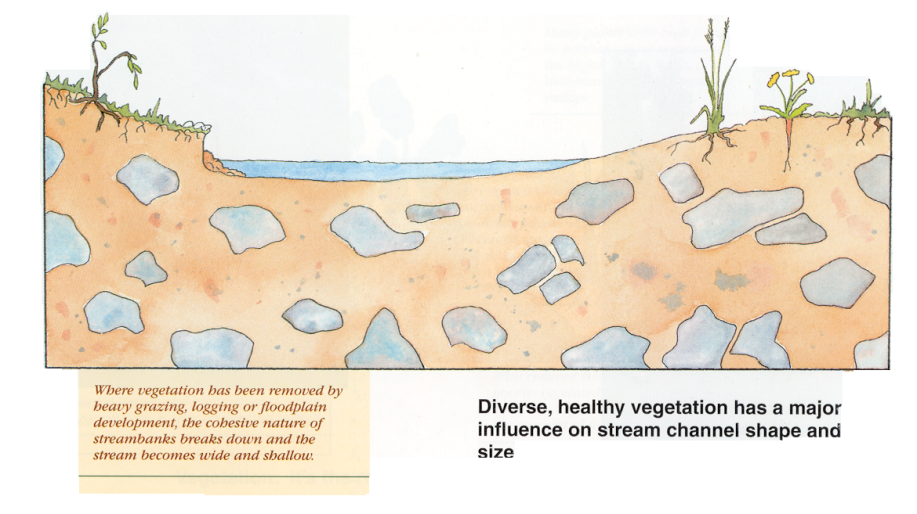 Where vegetation has been removed by
heavy grazing, logging or floodplain
development, the cohesive nature of
streambanks breaks down and the
stream becomes wide and shallow.
Diverse, healthy vegetation has a major
influence on stream channel shape and
size